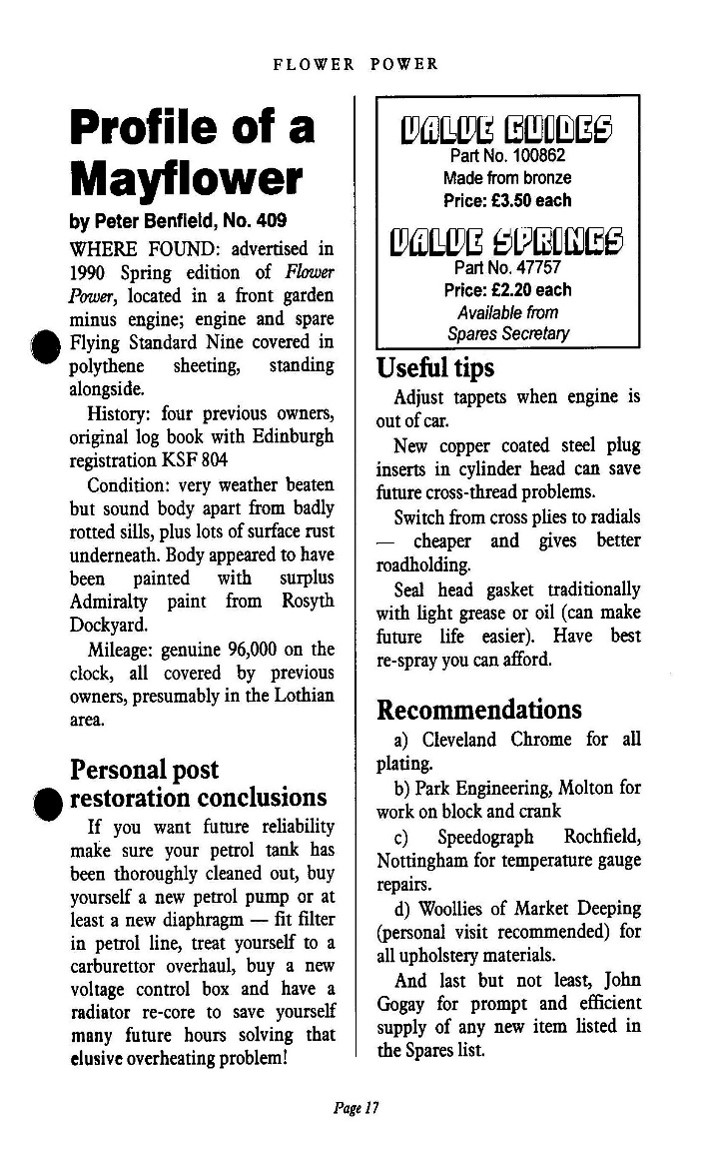 FLOWER POWER
Profile of a
Mayflower
by Peter Benfield, No. 409
WHERE FOUND: advertised in
1990 Spring edition of Flower
Power, located in a front garden
minus engine; engine and spare
Flying Standard Nine covered in
polythene sheeting, standing
alongside.
History: four previous owners,
original log book with Edinburgh
registration KSF 804
Condition: very weather beaten
but sound body apart from badly
rotted sills, plus lots of surface rust
underneath. Body appeared to have
been painted with surplus
Admiralty paint from Rosyth
Dockyard.
Mileage: genuine 96,000 on the
clock, all covered by previous
owners, presumably in the Lothian
area.
Personal post
restoration conclusions
If you want future reliability
make sure your petrol tank has
been thoroughly cleaned out, buy
yourself a new petrol pump or at
least a new diaphragm — fit filter
in petrol line, treat yourself to a
carburettor overhaul, buy a new
voltage control box and have a
radiator re-core to save yourself
many future hours solving that
elusive overheating problem!
VALVE GUIDES
Part No. 100862
Made from bronze
Price: £3.50 each
VALVE SPRINGS
Part No. 47757
Price: £2.20 each
Available from
Spares Secretary
Useful tips
Adjust tappets when engine is
out of car.
New copper coated steel plug
inserts in cylinder head can save
future cross-thread problems.
Switch from cross plies to radials
— cheaper and gives better
roadholding.
Seal head gasket traditionally
with light grease or oil (can make
future life easier). Have best
re-spray you can afford.
Recommendations
a) Cleveland Chrome for all
plating.
b) Park Engineering, Molton for
work on block and crank
c) Speedograph Rochfield,
Nottingham for temperature gauge
repairs.
d) Woollies of Market Deeping
(personal visit recommended) for
all upholstery materials.
And last but not least, John
Gogay for prompt and efficient
supply of any new item listed in
the Spares list.
Page 17